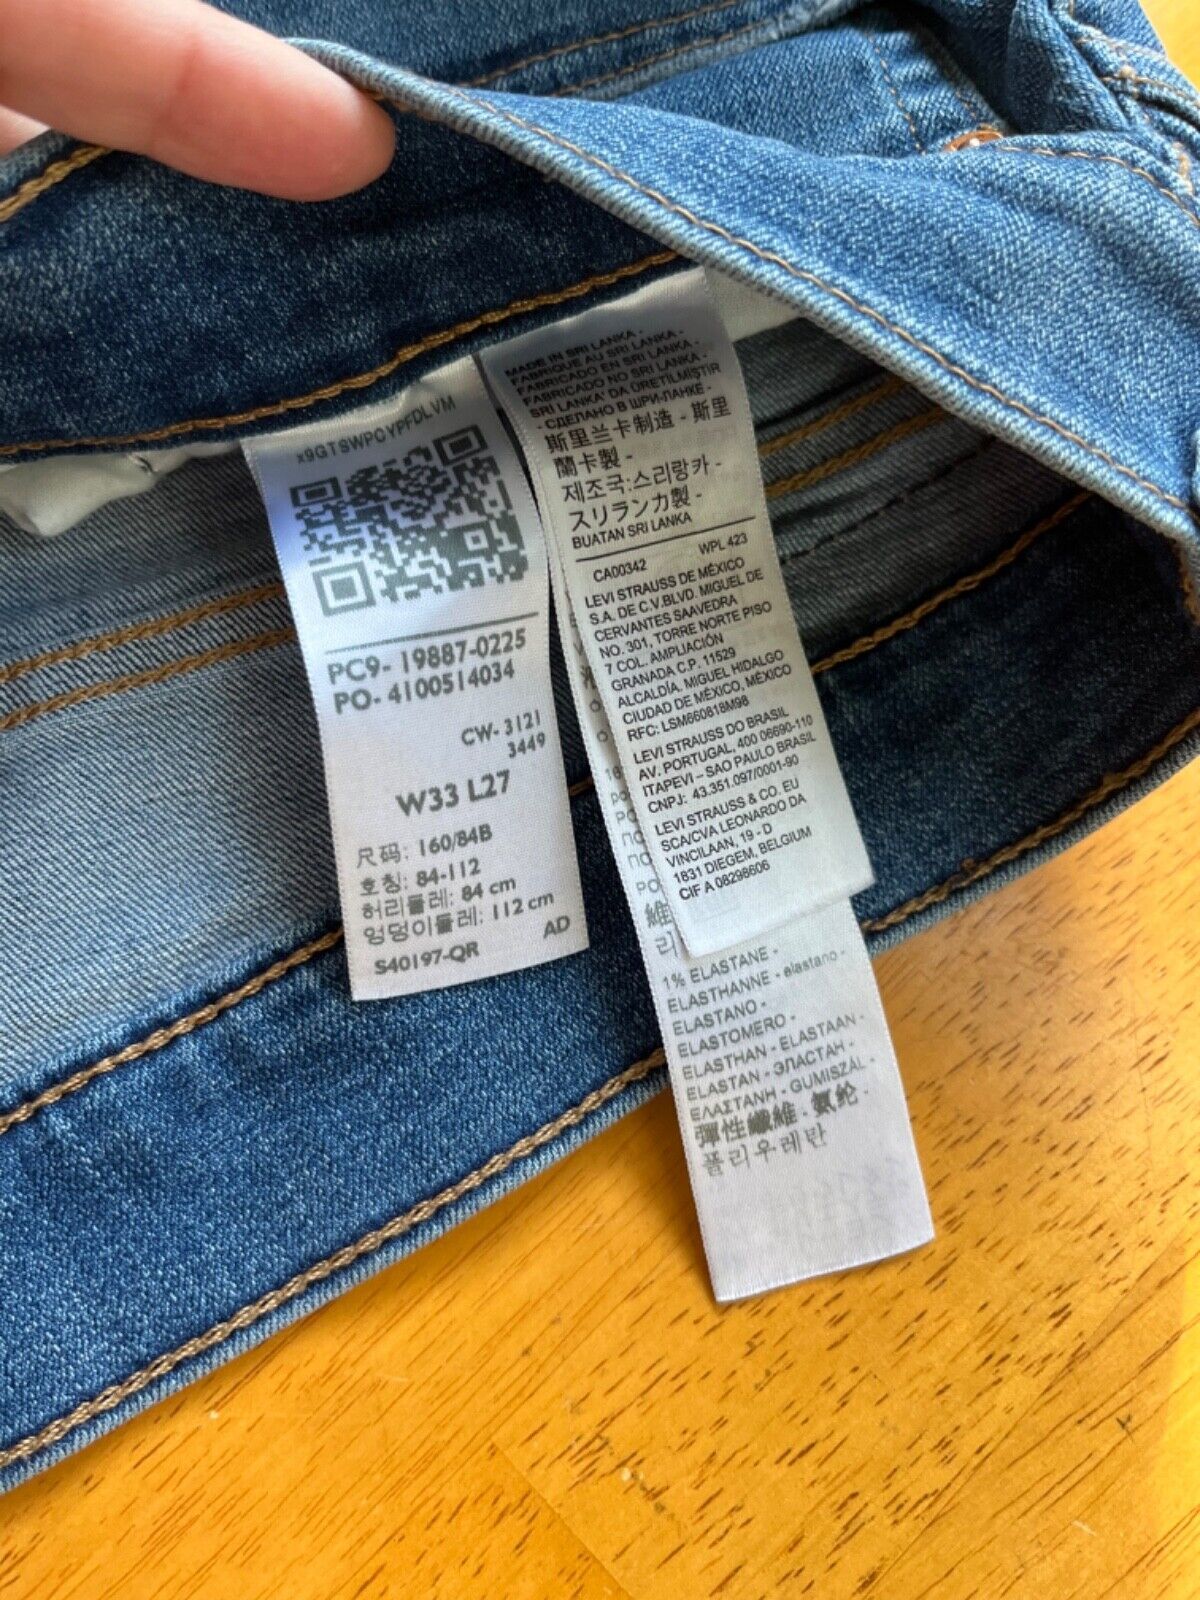 x9GTSWPCYPFDLVM
PC9- 19887-0225
PO- 4100514034
CW- 3121
3449
W33 L27
尺码: 160/84B
호칭: 84-112
허리둘레: 84 cm
엉덩이둘레: 112 cm
S40197-QR AD
MADE IN SRI LANKA -
FABRIQUE AU SRI LANKA -
FABRICADO EN SRI LANKA -
FABRICADO NO SRI LANKA -
SRI LANKA' DA ÜRETILMIŞTIR
- СДЕЛАНО В ШРИ-ЛАНКЕ -
斯里兰卡制造 - 斯里
蘭卡製 -
제조국:스리랑카 -
スリランカ製 -
BUATAN SRI LANKA
CA00342 WPL 423
LEVI STRAUSS DE MÉXICO
S.A. DE C.V.BLVD. MIGUEL DE
CERVANTES SAAVEDRA
NO. 301, TORRE NORTE PISO
7 COL. AMPLIACIÓN
GRANADA C.P. 11529
ALCALDÍA. MIGUEL HIDALGO
CIUDAD DE MÉXICO, MÉXICO
RFC: LSM860818M98
LEVI STRAUSS DO BRASIL
AV. PORTUGAL, 400 06690-110
ITAPEVI – SAO PAULO BRASIL
CNPJ: 43.351.097/0001-90
LEVI STRAUSS & CO. EU
SCA/CVA LEONARDO DA
VINCILAAN, 19 - D
1831 DIEGEM, BELGIUM
CIF A 08298606
1% ELASTANE -
ELASTHANNE - elastano -
ELASTANO -
ELASTOMERO -
ELASTHAN - ELASTAAN -
ELASTAN - ЭЛАСТАН -
ΕΛΑΣΤΑΝΗ - GUMISZÁL -
彈性纖維 - 氨纶 -
폴리우레탄